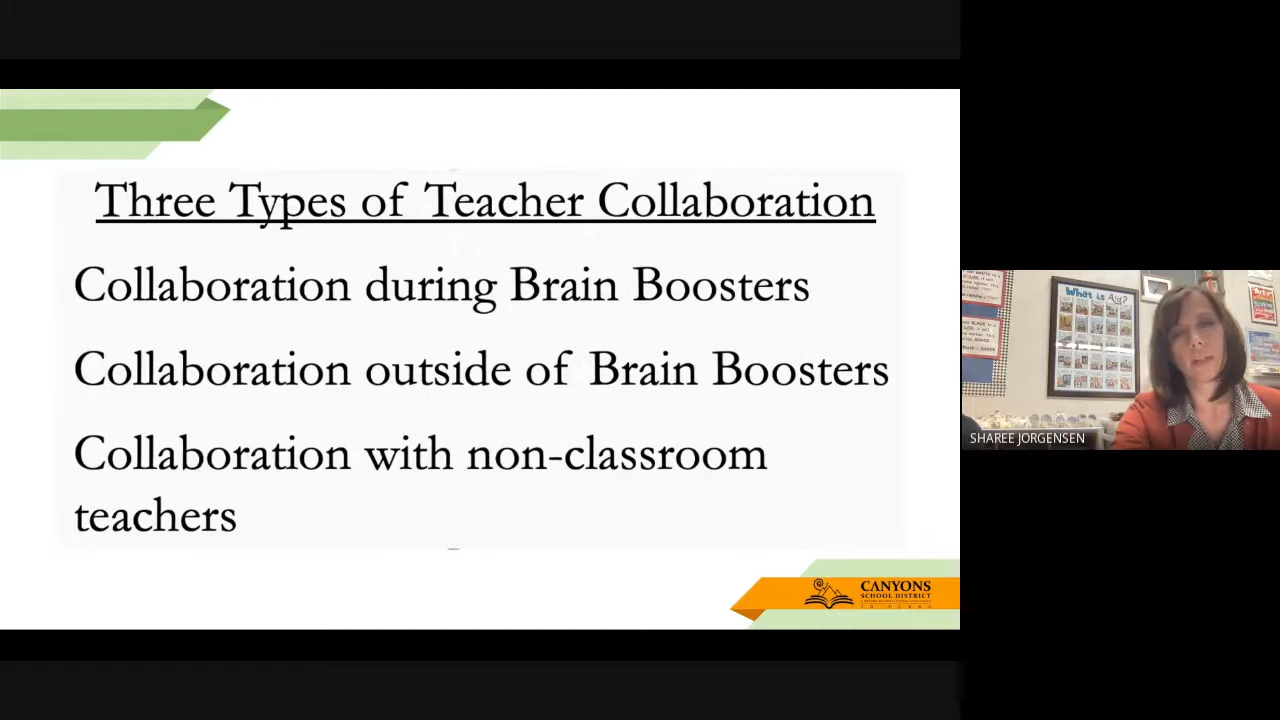 Three Types of Teacher Collaboration
Collaboration during Brain Boosters
Collaboration outside of Brain Boosters
Collaboration with non-classroom
teachers
CANYONS
SCHOOL DISTRICT
What is Art?
SHAREE JORGENSEN